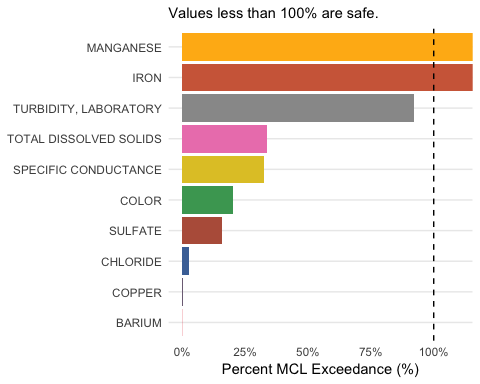 Values less than 100% are safe.
MANGANESE
IRON
TURBIDITY, LABORATORY
TOTAL DISSOLVED SOLIDS
SPECIFIC CONDUCTANCE
COLOR
SULFATE
CHLORIDE
COPPER
BARIUM
0% 25% 50% 75% 100%
Percent MCL Exceedance (%)